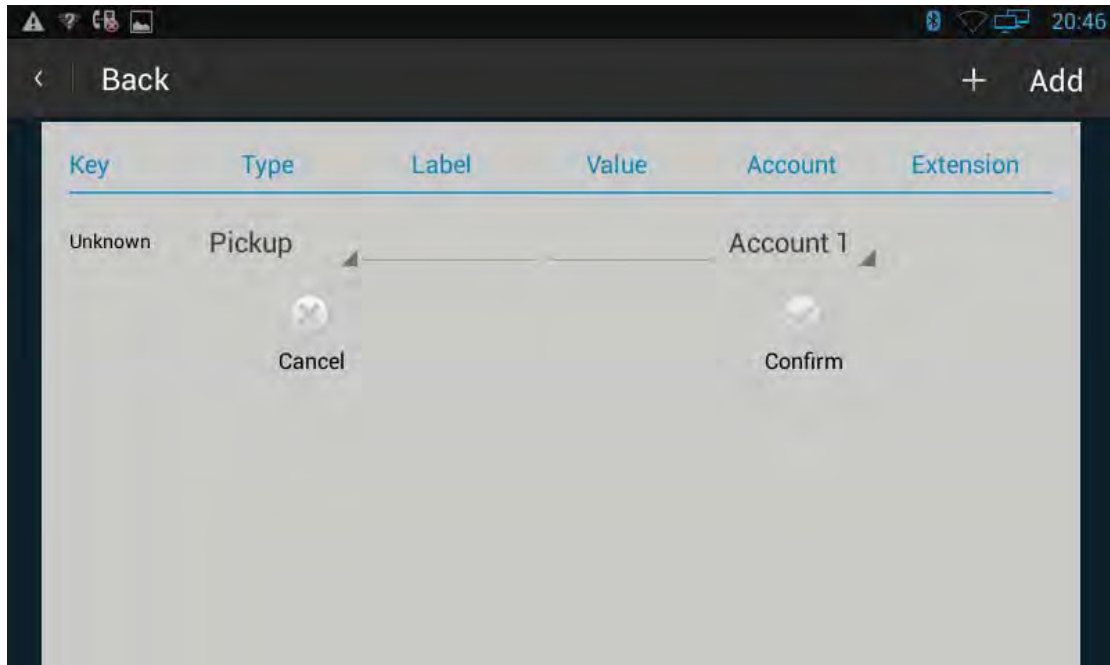 20:46
Back
+ Add
Key Type Label Value Account Extension
Unknown Pickup Account 1
Cancel Confirm